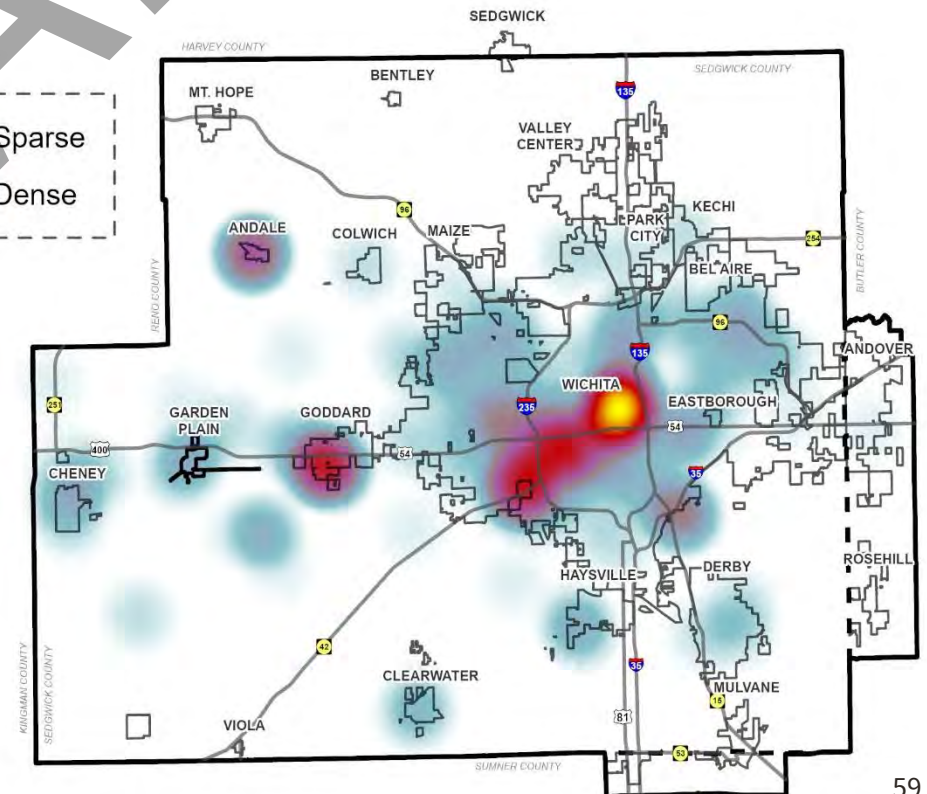 SEDGWICK
HARVEY COUNTY
SEDGWICK COUNTY
BENTLEY
MT. HOPE
135
Sparse
VALLEY
CENTER
Dense
96
KECHI
PARK
CITY
ANDALE
COLWICH
MAIZE
254
BEL AIRE
BUTLER COUNTY
RENO COUNTY
96
135
ANDOVER
WICHITA
251
235
EASTBOROUGH
GARDEN
PLAIN
GODDARD
54
400
54
CHENEY
35
ROSEHILL
HAYSVILLE
DERBY
42
35
KINGMAN COUNTY
SEDGWICK COUNTY
CLEARWATER
MULVANE
15
81
VIOLA
53
SUMNER COUNTY
59